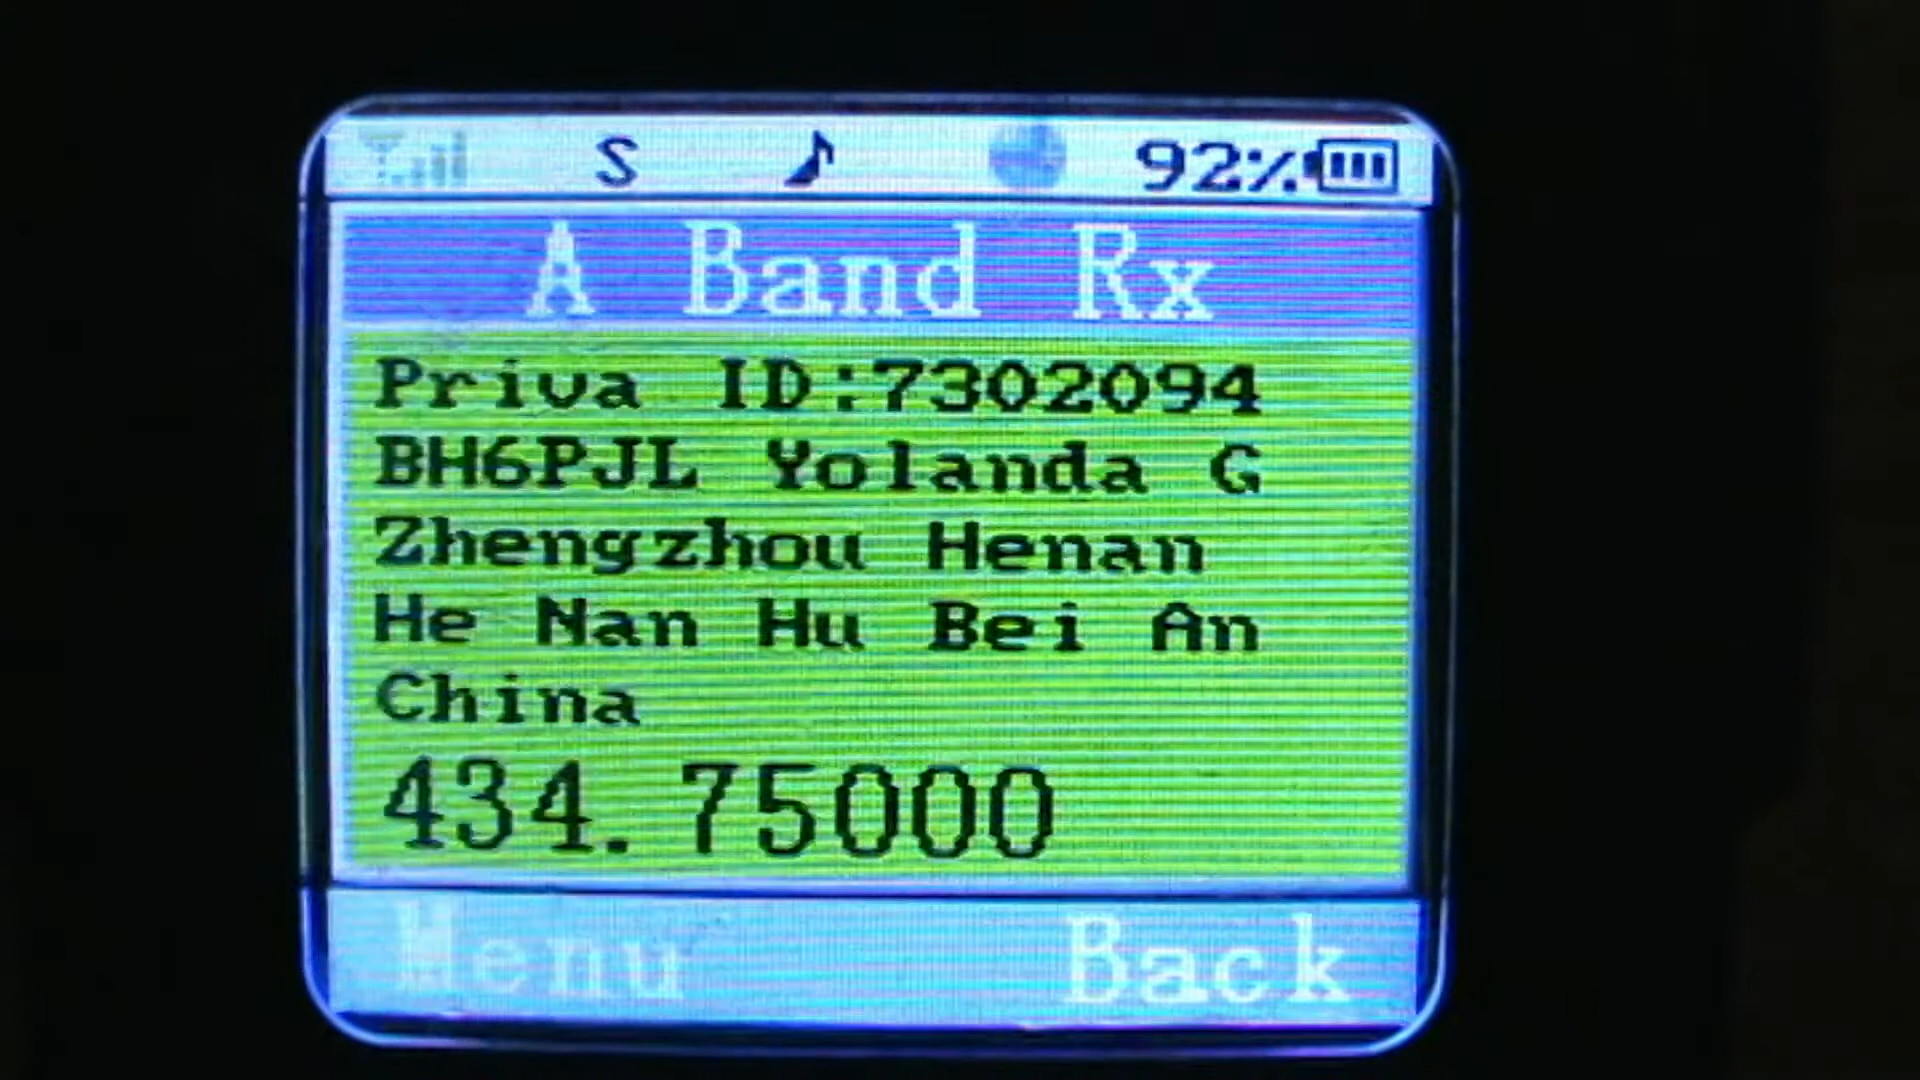 S 92%
A Band Rx
Priva ID:7302094
BH6PJL Yolanda G
Zhengzhou Henan
He Nan Hu Bei An
China
434.75000
Menu Back